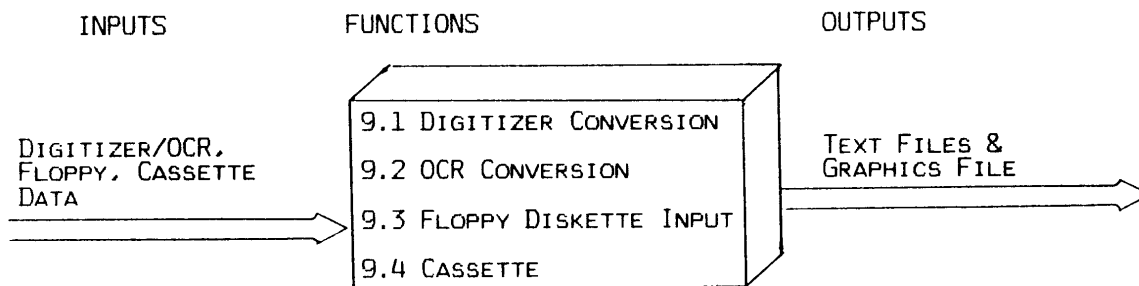 INPUTS FUNCTIONS OUTPUTS
DIGITIZER/OCR,
FLOPPY, CASSETTE
DATA
9.1 DIGITIZER CONVERSION
9.2 OCR CONVERSION
9.3 FLOPPY DISKETTE INPUT
9.4 CASSETTE
TEXT FILES &
GRAPHICS FILE